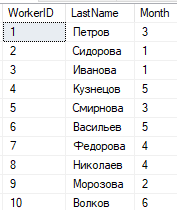 WorkerID LastName Month
1 Петров 3
2 Сидорова 1
3 Иванова 1
4 Кузнецов 5
5 Смирнова 3
6 Васильев 5
7 Федорова 4
8 Николаев 4
9 Морозова 2
10 Волков 6